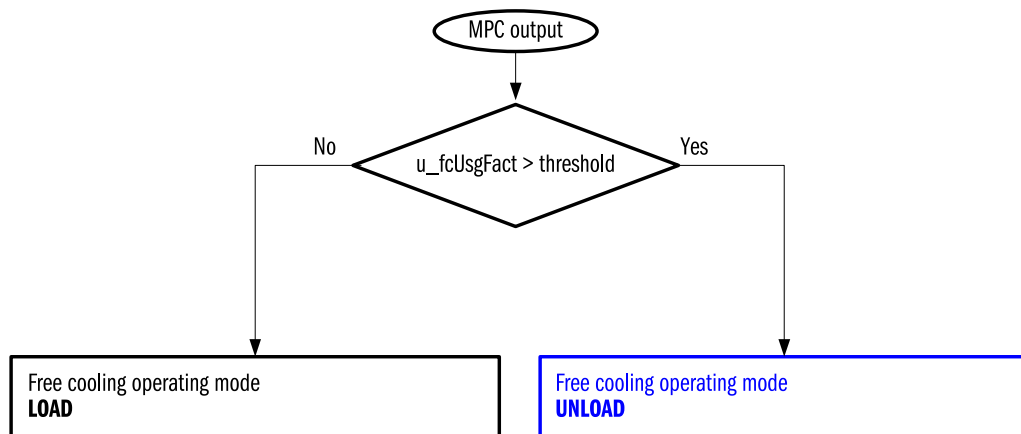 MPC output
No
u_fcUsgFact > threshold
Yes
Free cooling operating mode
LOAD
Free cooling operating mode
UNLOAD